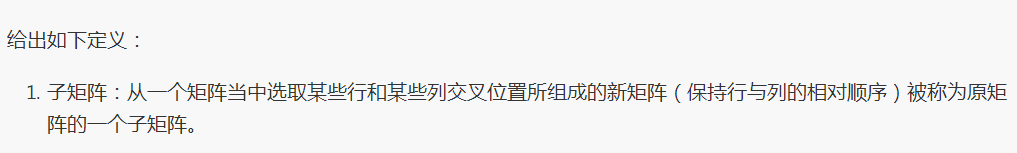 给出如下定义：
1. 子矩阵：从一个矩阵当中选取某些行和某些列交叉位置所组成的新矩阵（保持行与列的相对顺序）被称为原矩
阵的一个子矩阵。